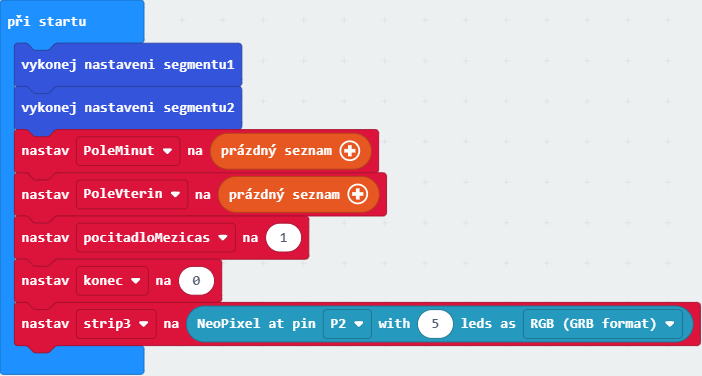 při startu
vykonej nastaveni segmentu1
vykonej nastaveni segmentu2
nastav PoleMinut na prázdný seznam
nastav PoleVterin na prázdný seznam
nastav pocitadloMezicas na 1
nastav konec na 0
nastav strip3 na NeoPixel at pin P2 with 5 leds as RGB (GRB format)